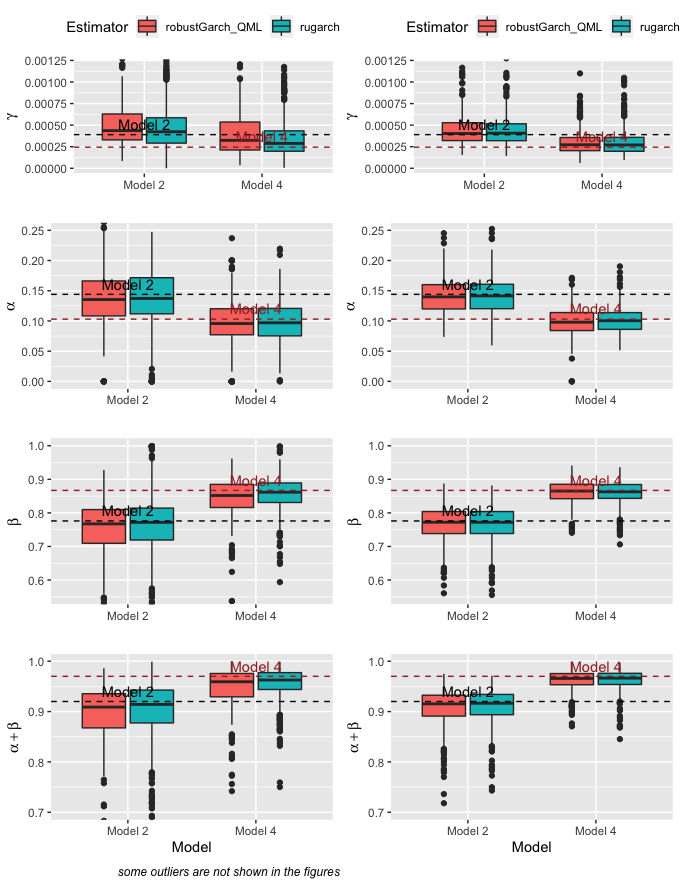 Estimator robustGarch_QML rugarch
Estimator robustGarch_QML rugarch
γ
0.00125
0.00100
0.00075
0.00050
0.00025
0.00000
Model 2
Model 4
Model 2 Model 4
γ
0.00125
0.00100
0.00075
0.00050
0.00025
0.00000
Model 2
Model 4
Model 2 Model 4
α
0.25
0.20
0.15
0.10
0.05
0.00
Model 2
Model 4
Model 2 Model 4
α
0.25
0.20
0.15
0.10
0.05
0.00
Model 2
Model 4
Model 2 Model 4
β
1.0
0.9
0.8
0.7
0.6
Model 4
Model 2
Model 2 Model 4
β
1.0
0.9
0.8
0.7
0.6
Model 4
Model 2
Model 2 Model 4
α + β
1.0
0.9
0.8
0.7
Model 4
Model 2
Model 2 Model 4
Model
α + β
1.0
0.9
0.8
0.7
Model 4
Model 2
Model 2 Model 4
Model
some outliers are not shown in the figures